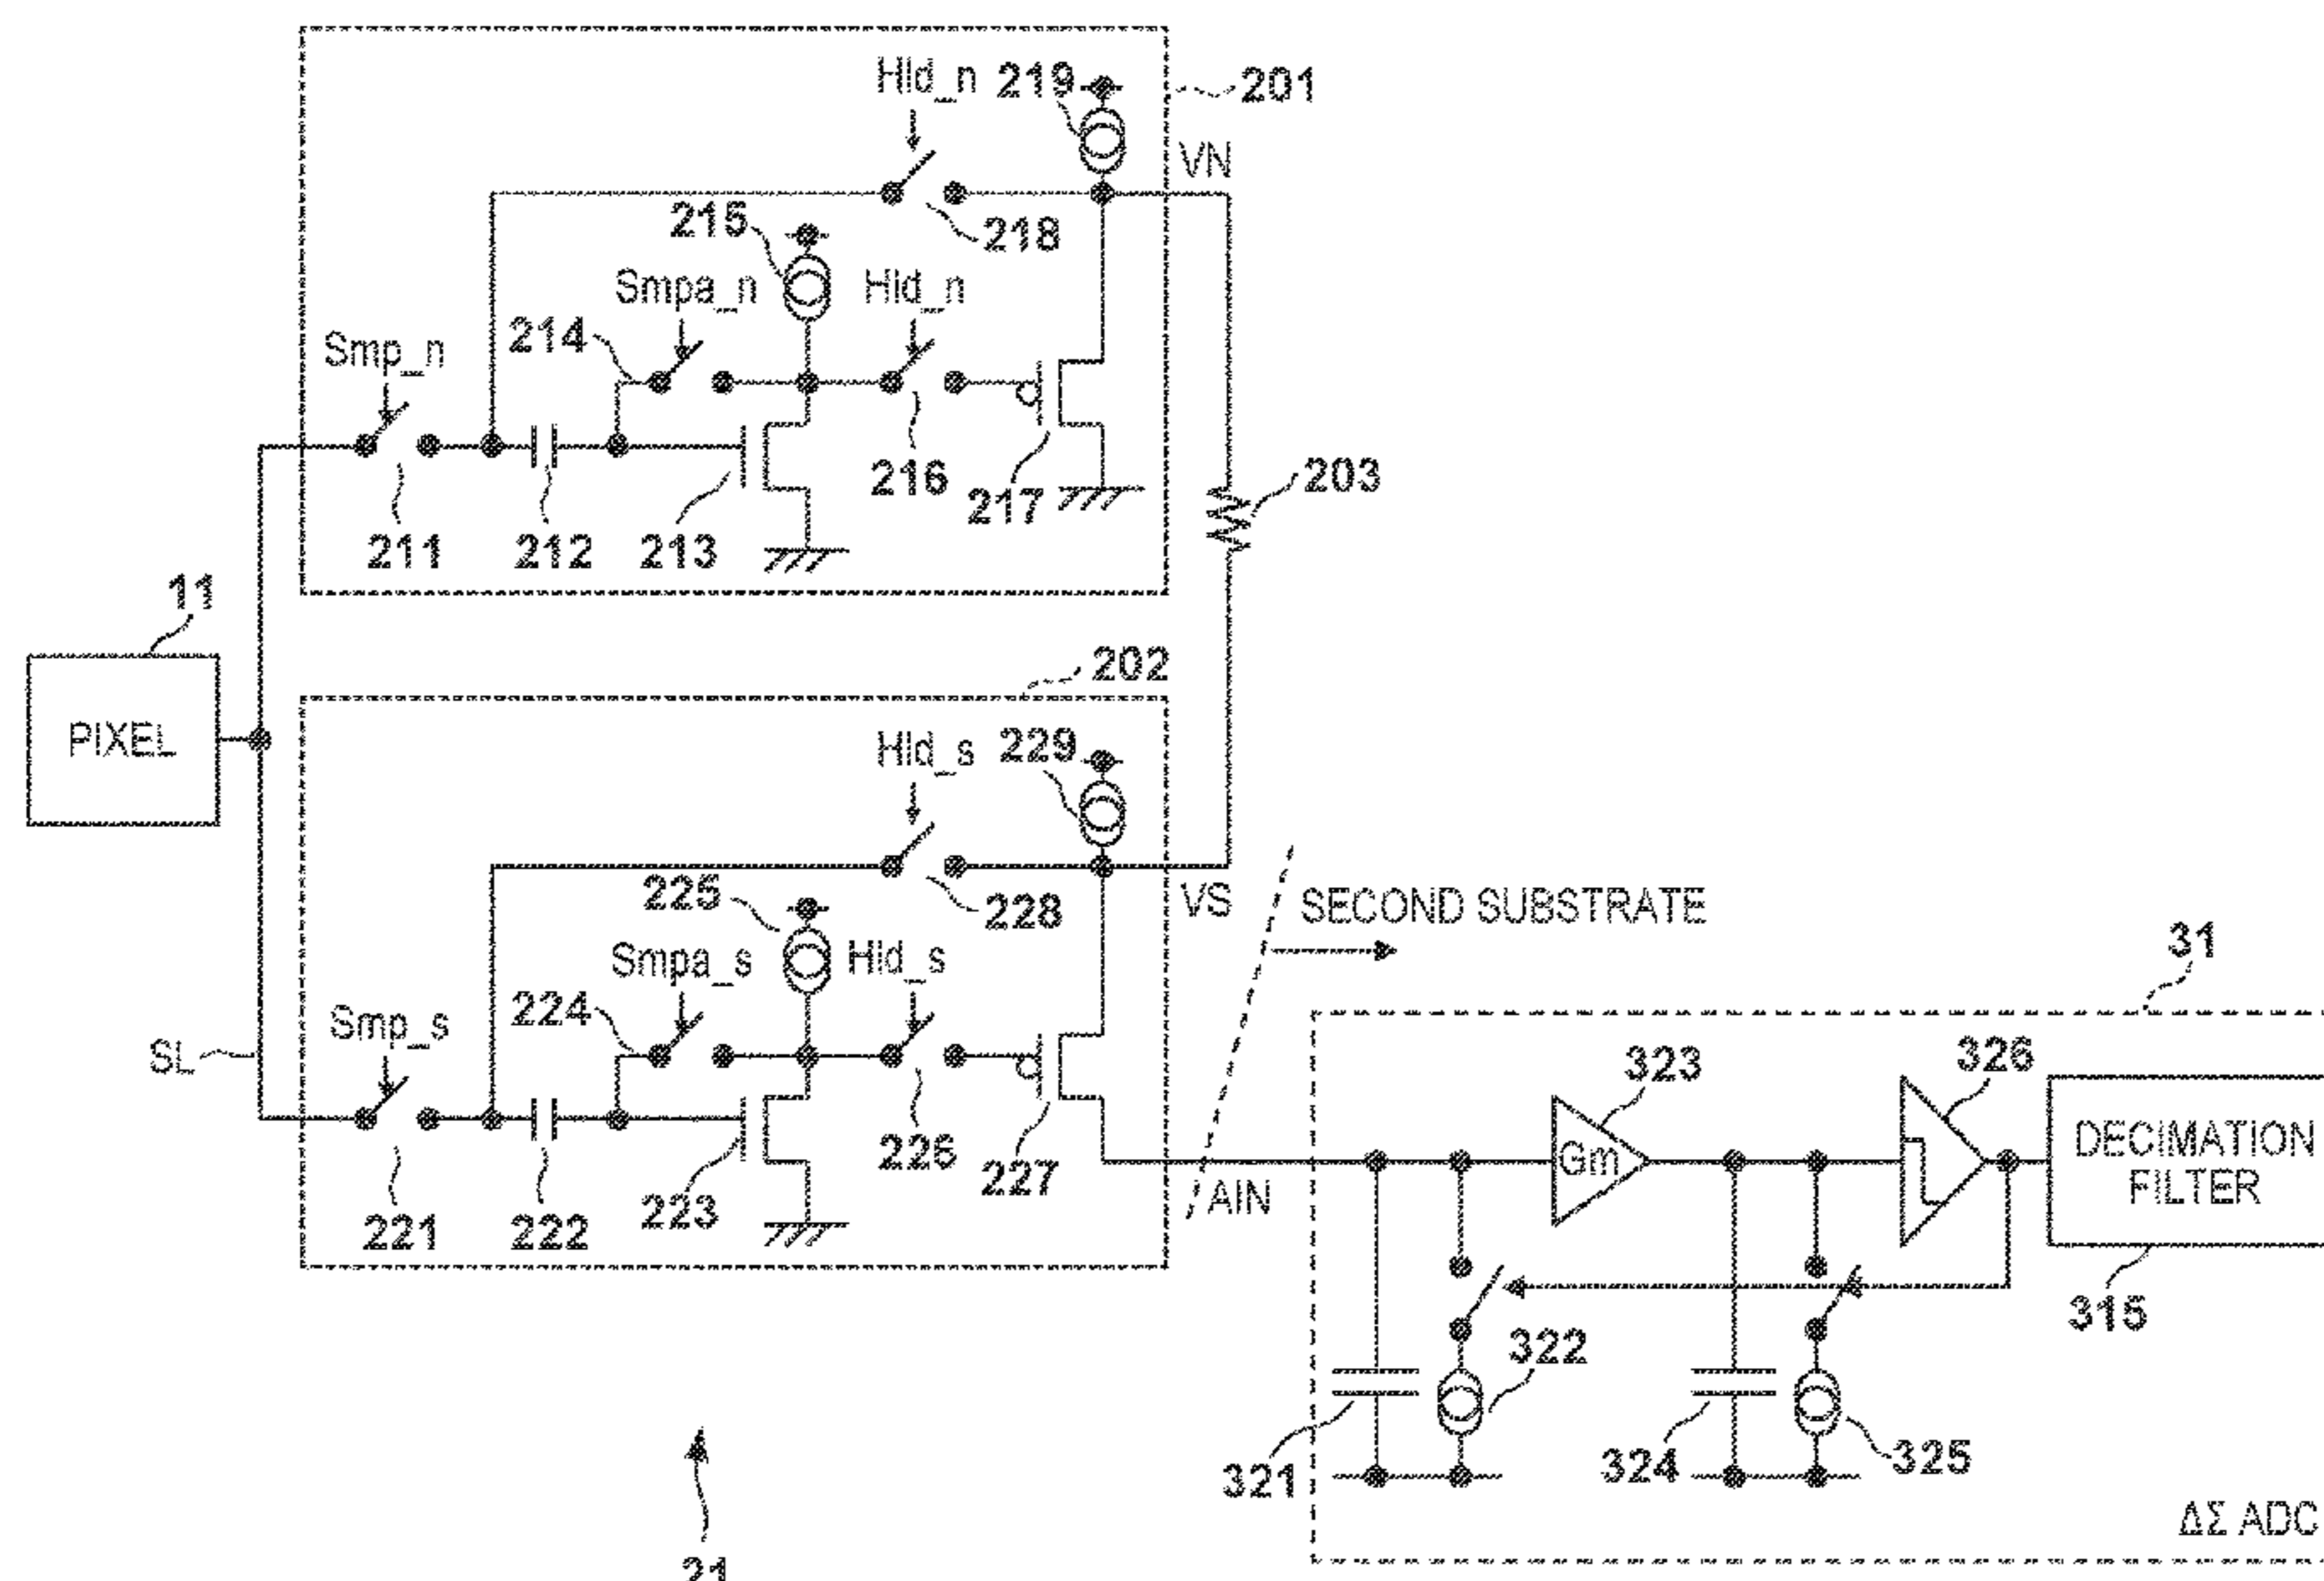 Hld_n
219
201
VN
215
218
Smpa_n
Hld_n
214
Smp_n
203
216
217
211
212
213
11
202
PIXEL
Hld_s
229
VS
SECOND SUBSTRATE
225
228
31
Smpa_s
Hld_s
224
SL
Smp_s
323
326
Gm
DECIMATION
FILTER
226
227
AIN
221
222
223
315
322
321
324
325
ΔΣ ADC
21